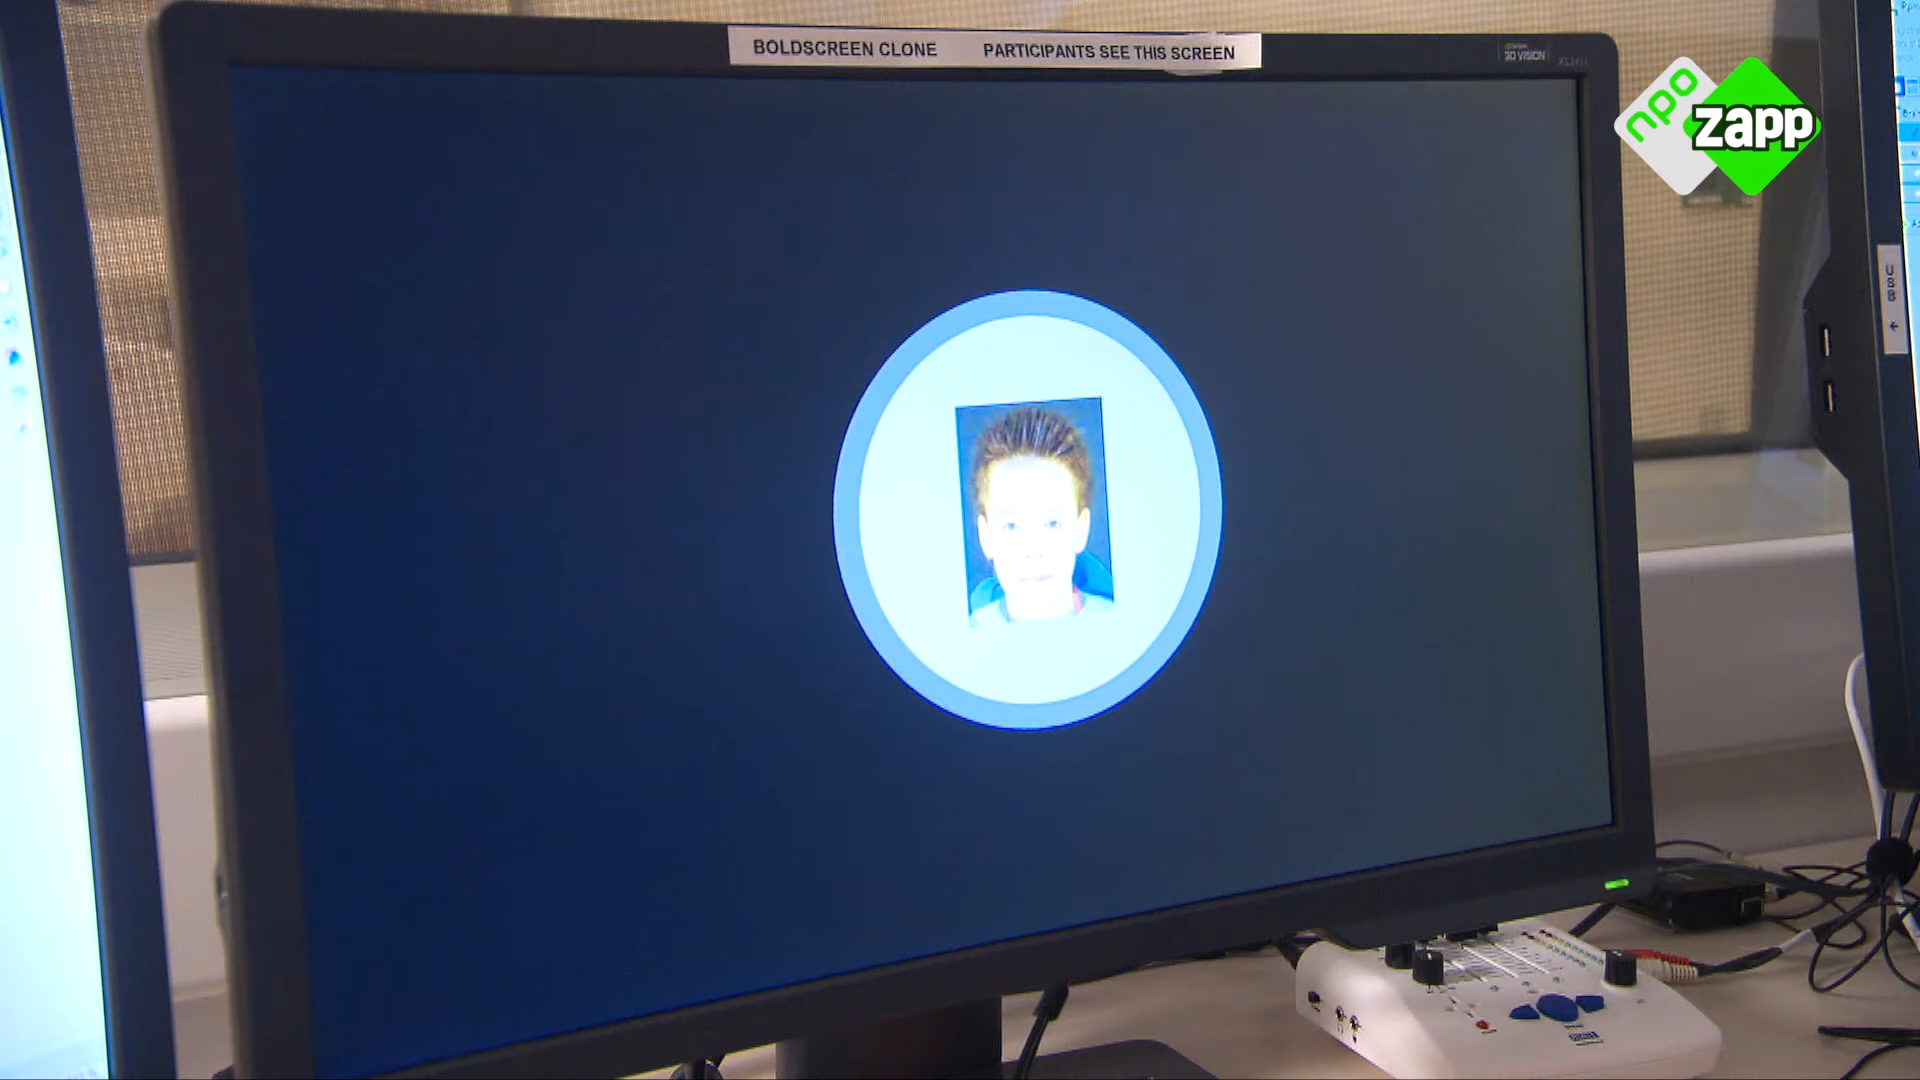 BOLDSCREEN CLONE PARTICIPANTS SEE THIS SCREEN
3D VISION
npo
zapp
USB